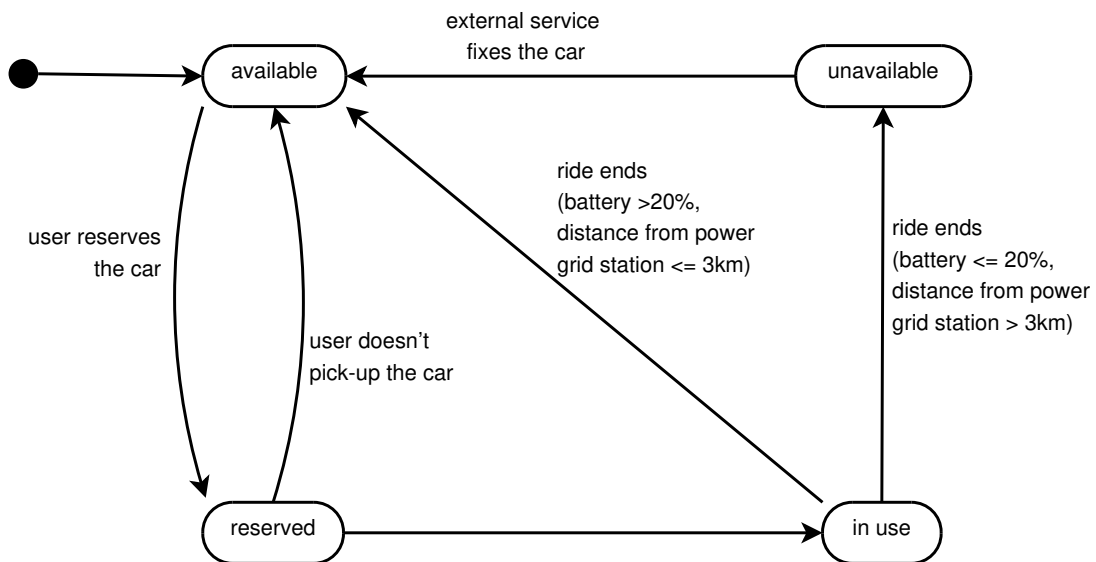 external service
fixes the car
available
unavailable
ride ends
(battery >20%,
distance from power
grid station <= 3km)
ride ends
(battery <= 20%,
distance from power
grid station > 3km)
user reserves
the car
user doesn't
pick-up the car
reserved
in use